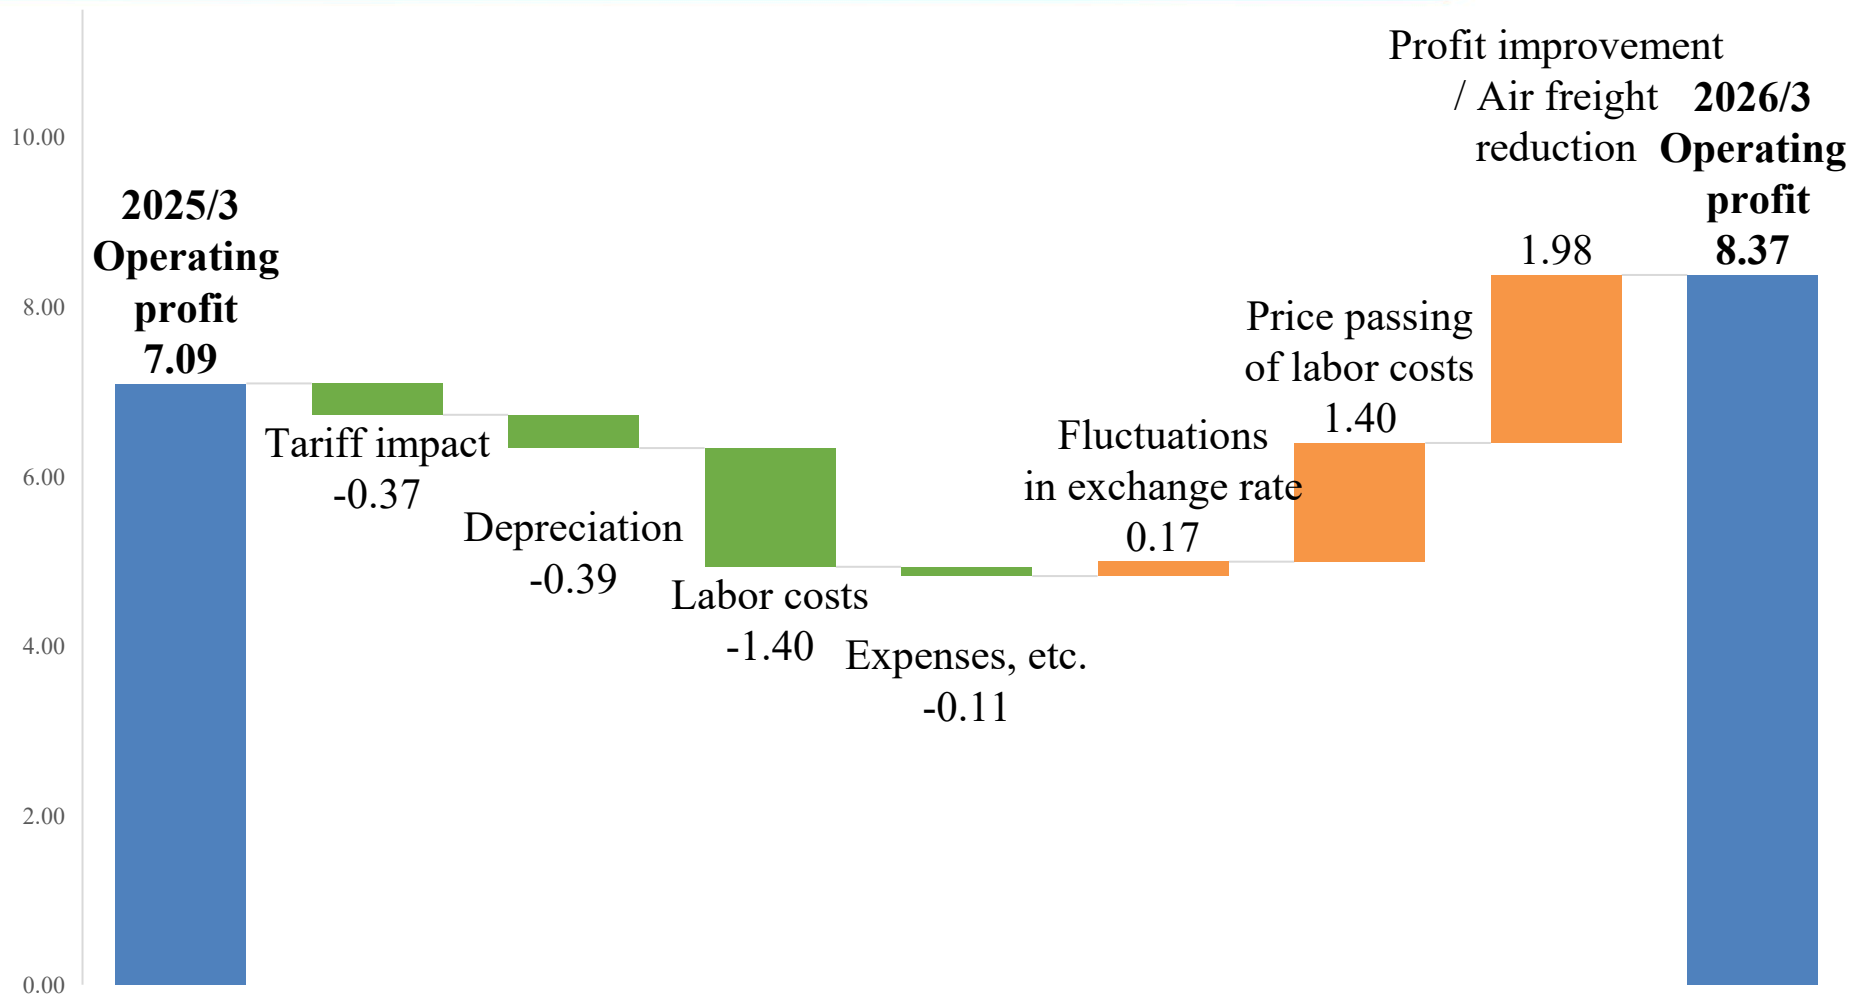 10.00
8.00
6.00
4.00
2.00
0.00
2025/3
Operating
profit
7.09
Tariff impact
-0.37
Depreciation
-0.39
Labor costs
-1.40
Expenses, etc.
-0.11
Fluctuations
in exchange rate
0.17
Price passing
of labor costs
1.40
Profit improvement
/ Air freight
reduction
1.98
2026/3
Operating
profit
8.37